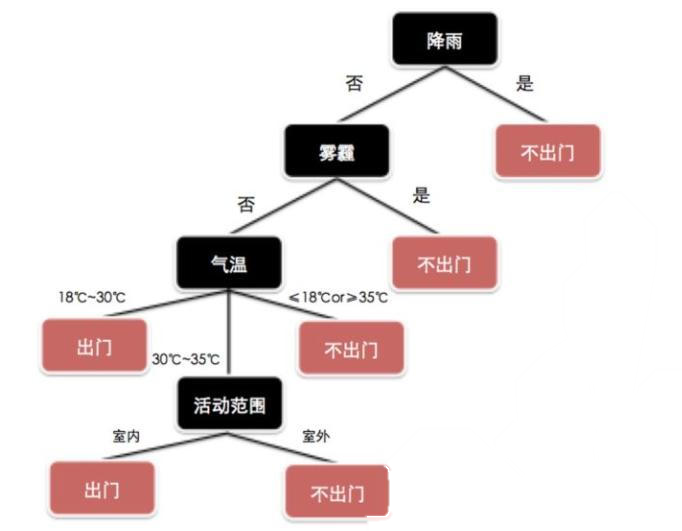 降雨
否
是
雾霾
不出门
否
是
气温
不出门
18℃~30℃
≤18℃or≥35℃
出门
30℃~35℃
不出门
活动范围
室内
室外
出门
不出门